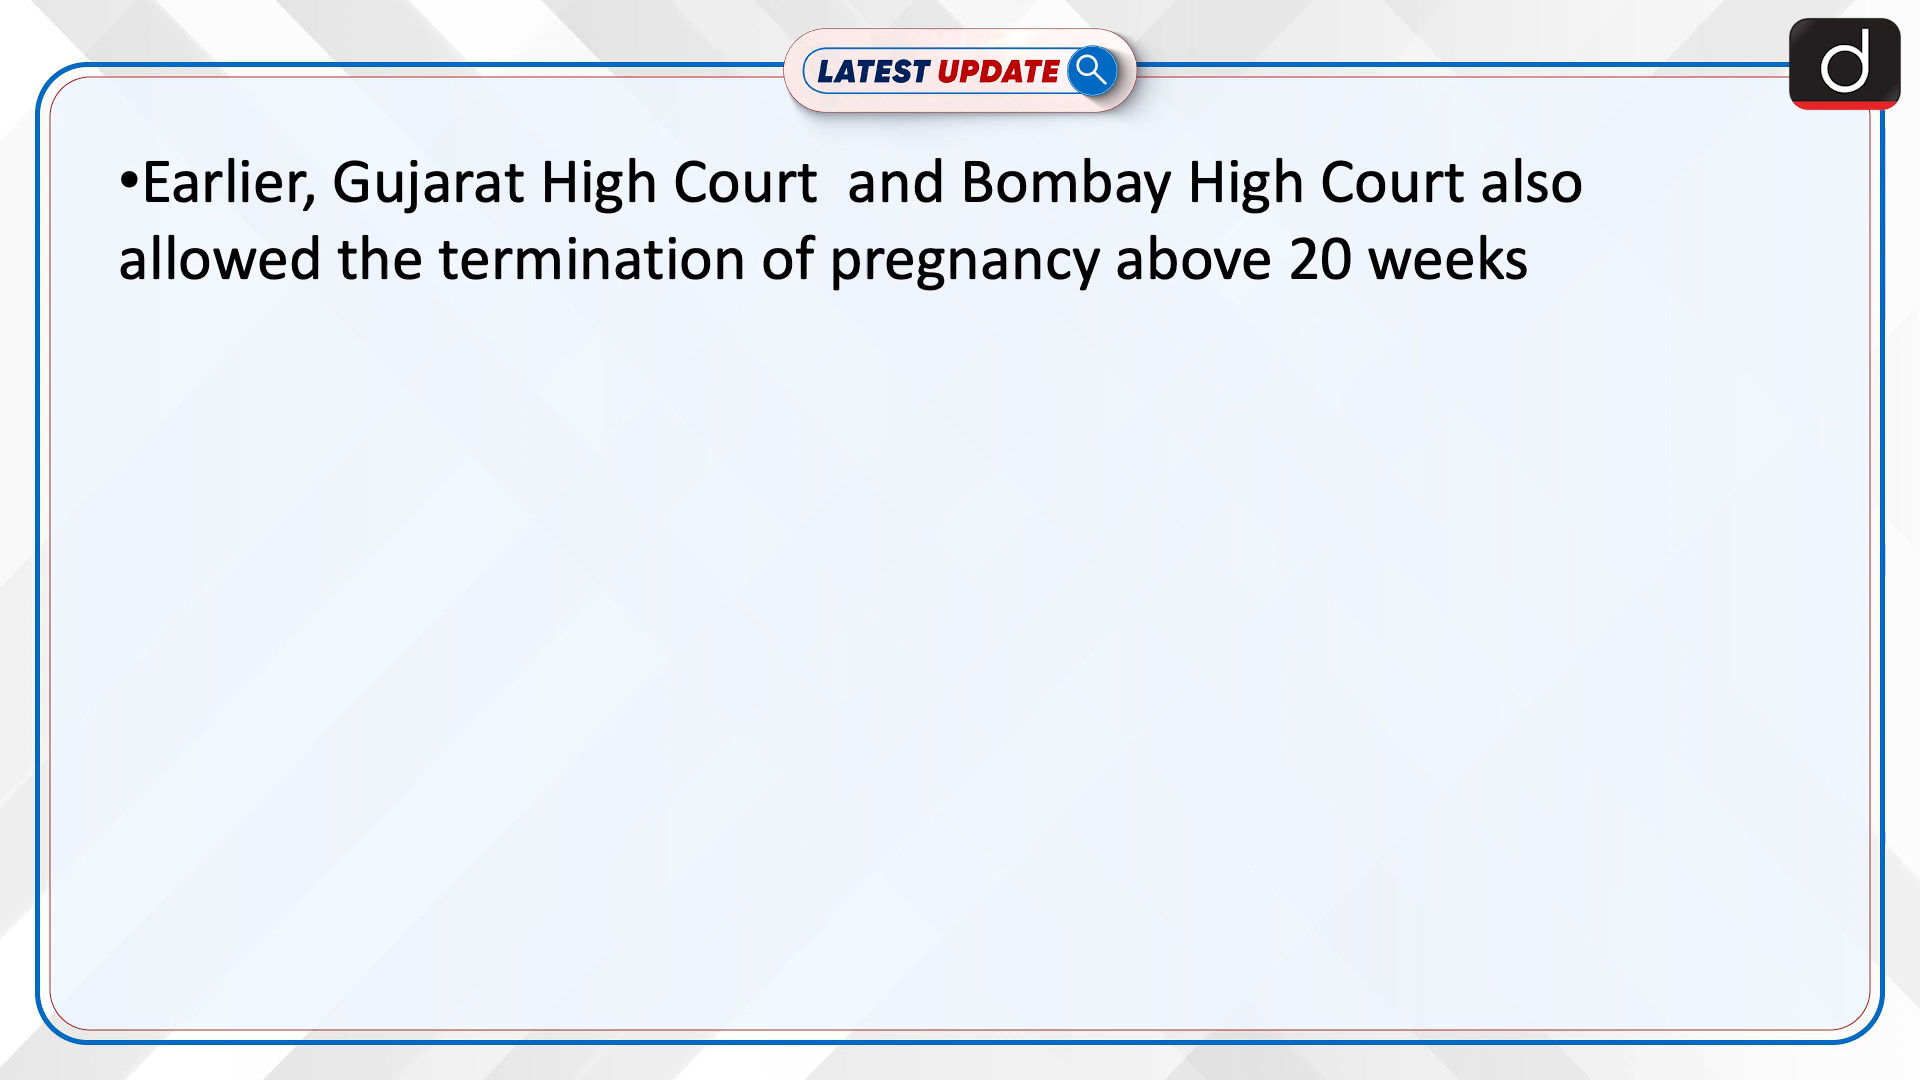 LATEST UPDATE
d
•Earlier, Gujarat High Court  and Bombay High Court also
allowed the termination of pregnancy above 20 weeks